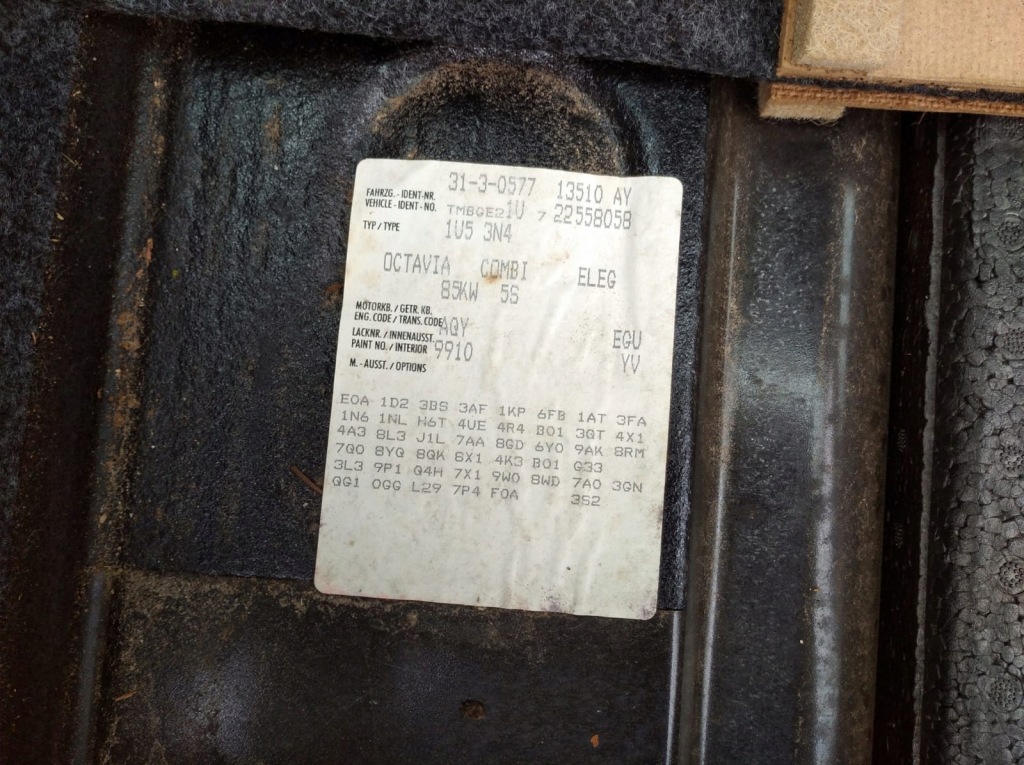 31-3-0577 13510 AY
FAHRZG. - IDENT-NR.
VEHICLE - IDENT - NO. TMBGE21U 7 22558058
TYP / TYPE 1U5 3N4
OCTAVIA COMBI ELEG
85KW 5S
MOTORKB. / GETR. KB.
ENG. CODE / TRANS. CODE AQY EGU
LACKNR. / INNENAUSST.
PAINT NO. / INTERIOR 9910 YV
M. - AUSST. / OPTIONS
E0A 1D2 3BS 3AF 1KP 6FB 1AT 3FA
1N6 1NL H6T 4UE 4R4 B01 3QT 4X1
4A3 8L3 J1L 7AA 8GD 6Y0 9AK 8RM
7Q0 8YQ 8QK 6X1 4K3 B01 G33
3L3 9P1 Q4H 7X1 9W0 8WD 7A0 3GN
QG1 0GG L29 7P4 F0A 3S2